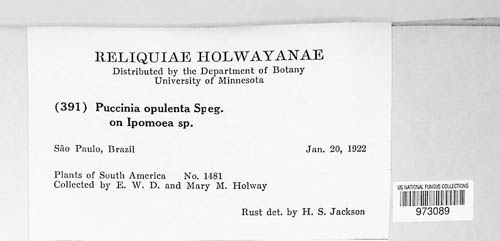 RELIQUIAE HOLWAYANAE
Distributed by the Department of Botany
University of Minnesota
(391) Puccinia opulenta Speg.
on Ipomoea sp.
São Paulo, Brazil Jan. 20, 1922
Plants of South America No. 1481
Collected by E. W. D. and Mary M. Holway
Rust det. by H. S. Jackson
US NATIONAL FUNGUS COLLECTIONS
973089